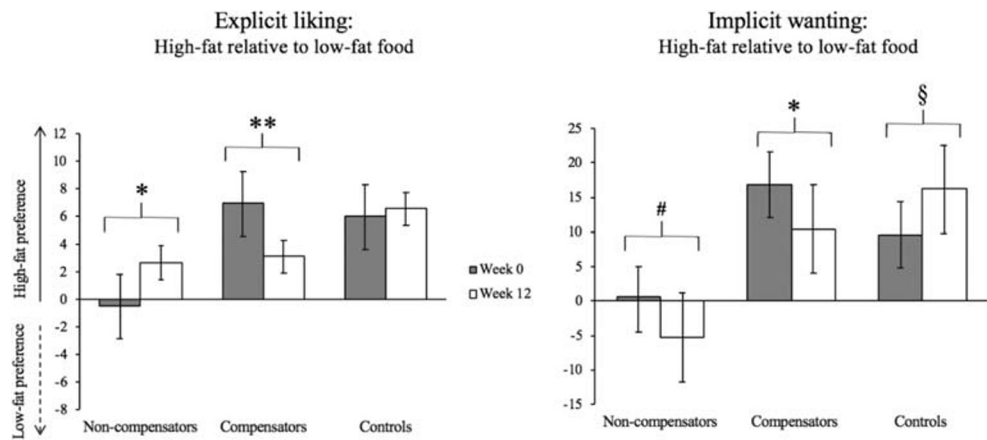 Explicit liking:
High-fat relative to low-fat food
High-fat preference
Low-fat preference
12
10
8
6
4
2
0
-2
-4
-6
-8
*
**
Non-compensators
Compensators
Controls
Week 0
Week 12
Implicit wanting:
High-fat relative to low-fat food
25
20
15
10
5
0
-5
-10
-15
#
*
§
Non-compensators
Compensators
Controls